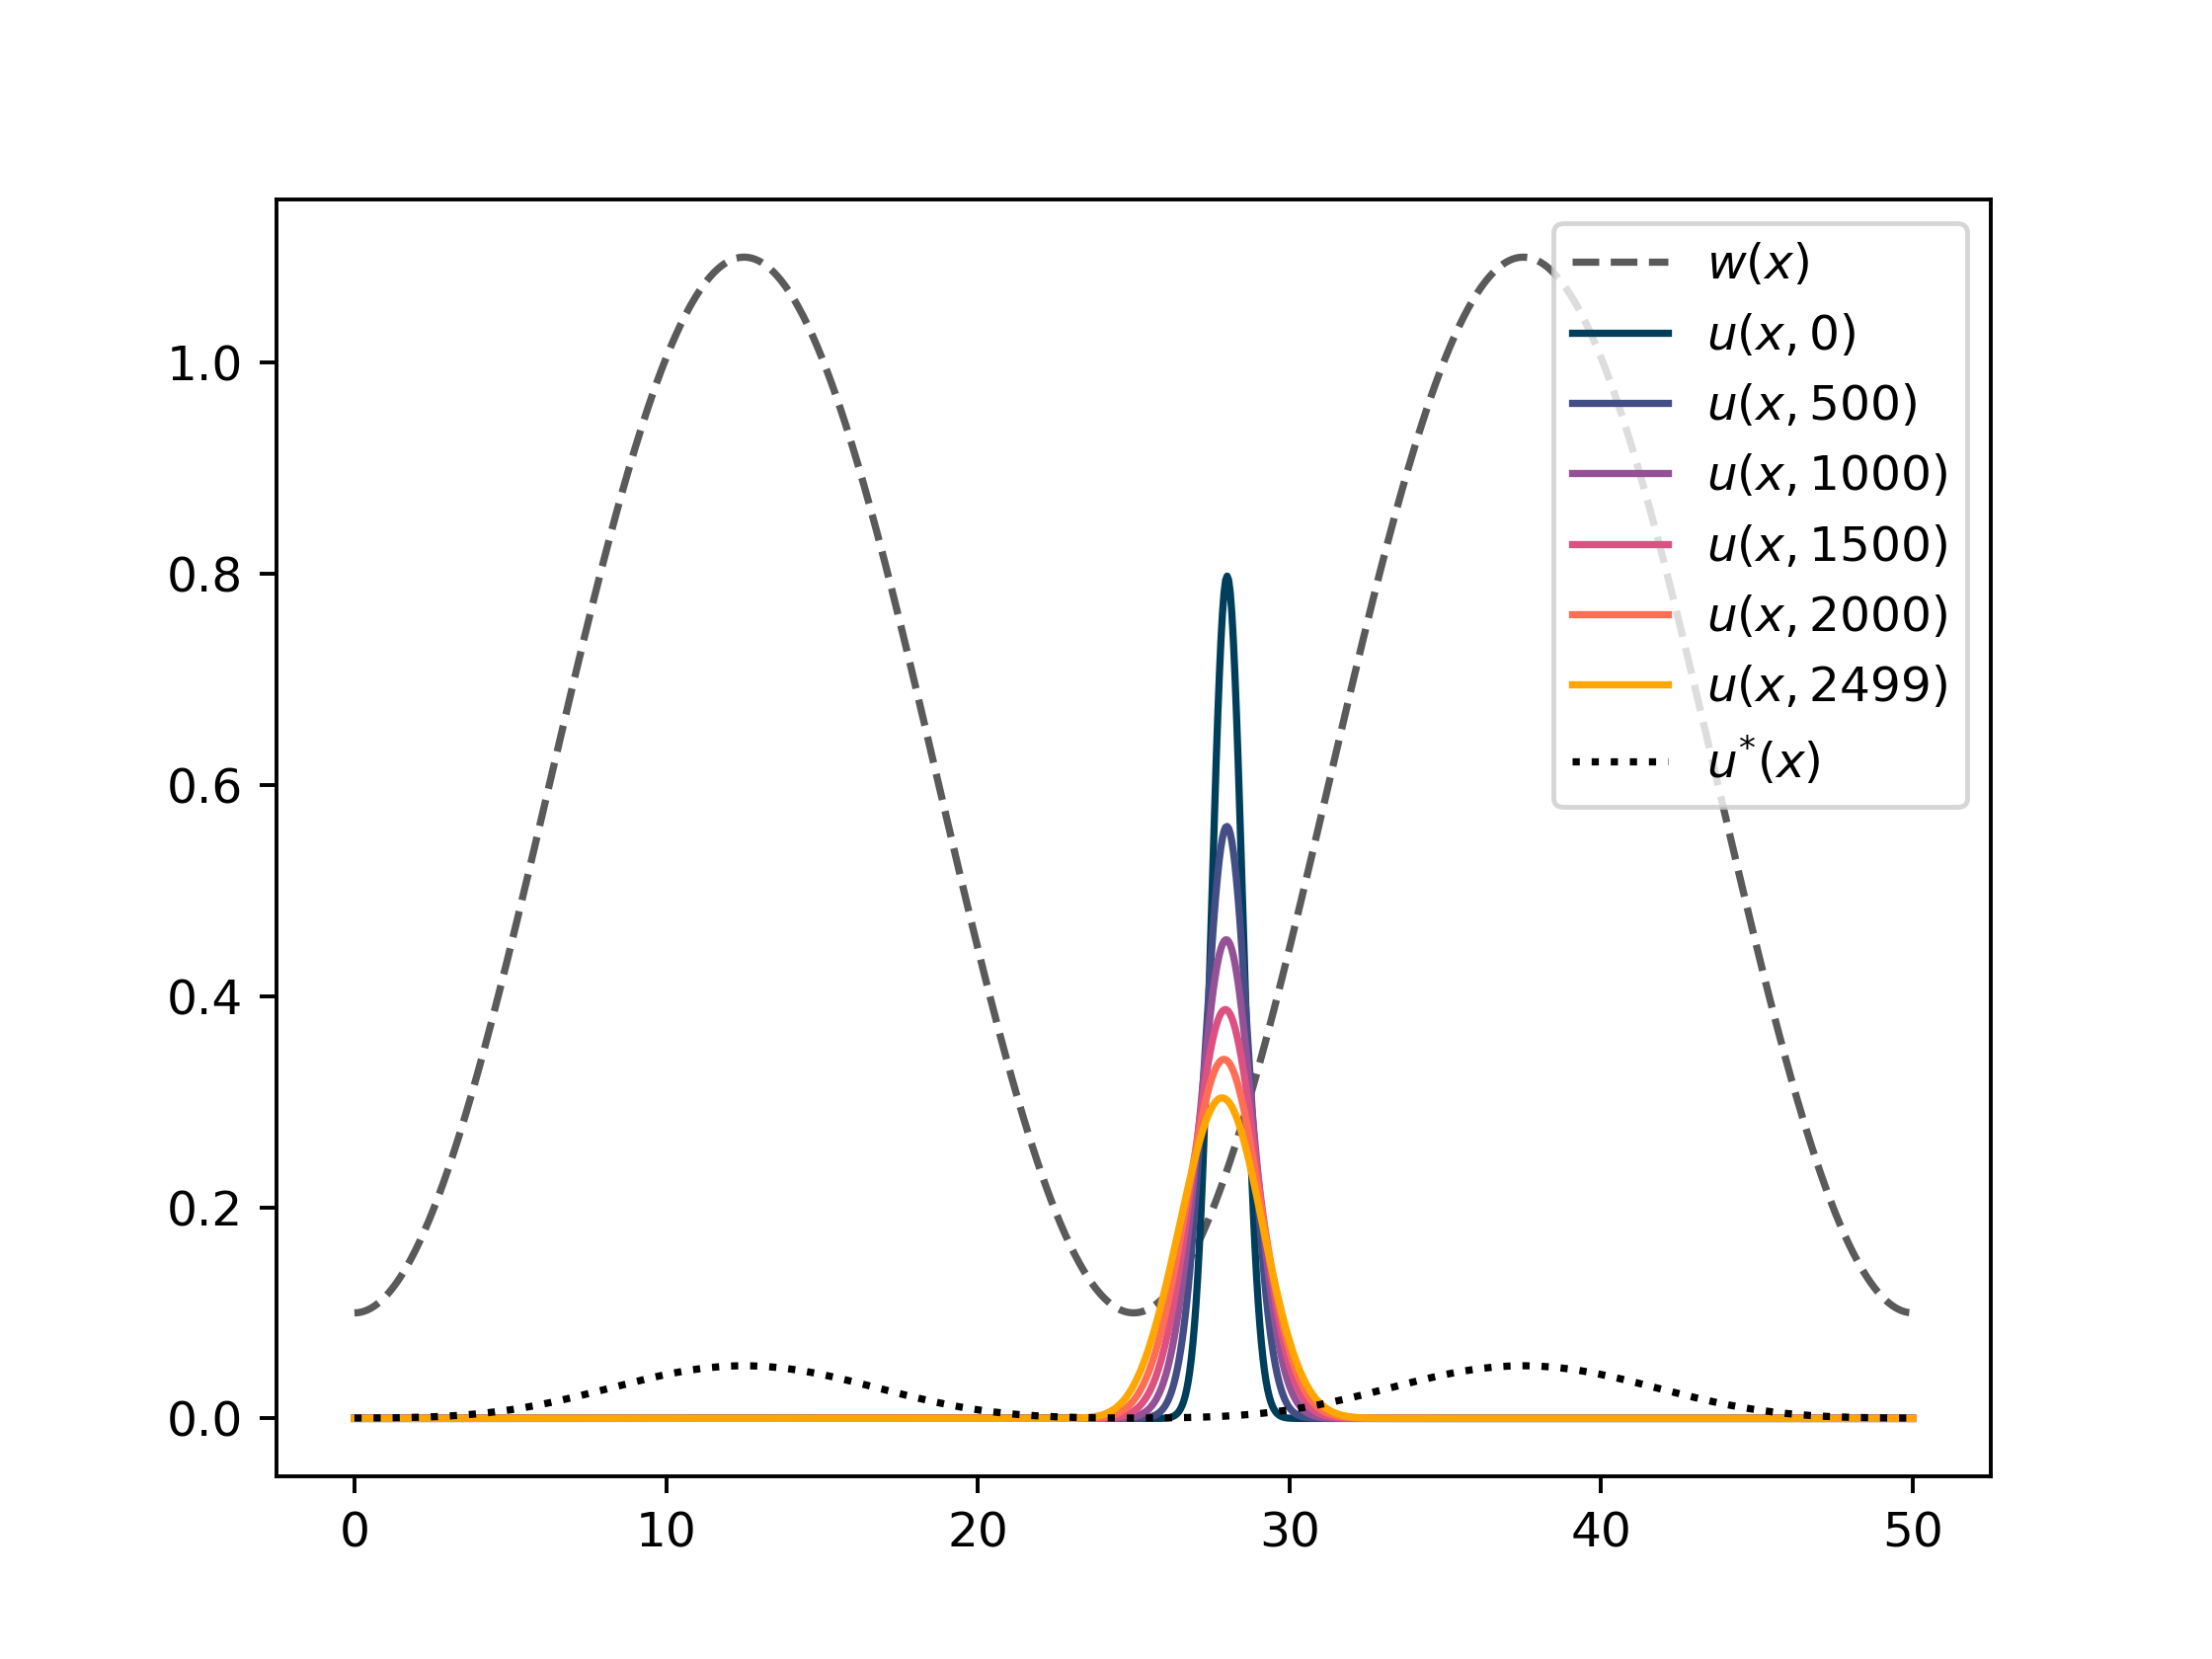 w(x)
u(x, 0)
u(x, 500)
u(x, 1000)
u(x, 1500)
u(x, 2000)
u(x, 2499)
u*(x)
1.0
0.8
0.6
0.4
0.2
0.0
0 10 20 30 40 50